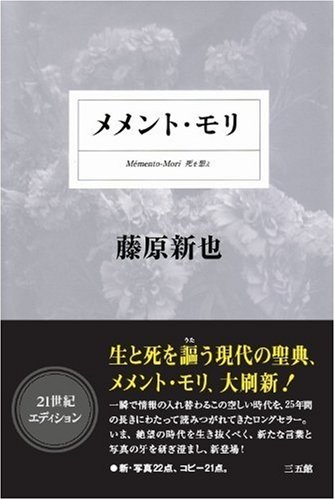 メメント・モリ
Mémento-Mori 死を想え
藤原新也
生と死を謳う現代の聖典、
うた
メメント・モリ、大刷新!
21世紀
エディション
一瞬で情報の入れ替わるこの空しい時代を、25年間
の長きにわたって読みつがれてきたロングセラー。
いま、絶望の時代を生き抜くべく、新たな言葉と
写真の牙を研ぎ澄まし、新登場!
●新・写真22点、コピー21点。
三五館